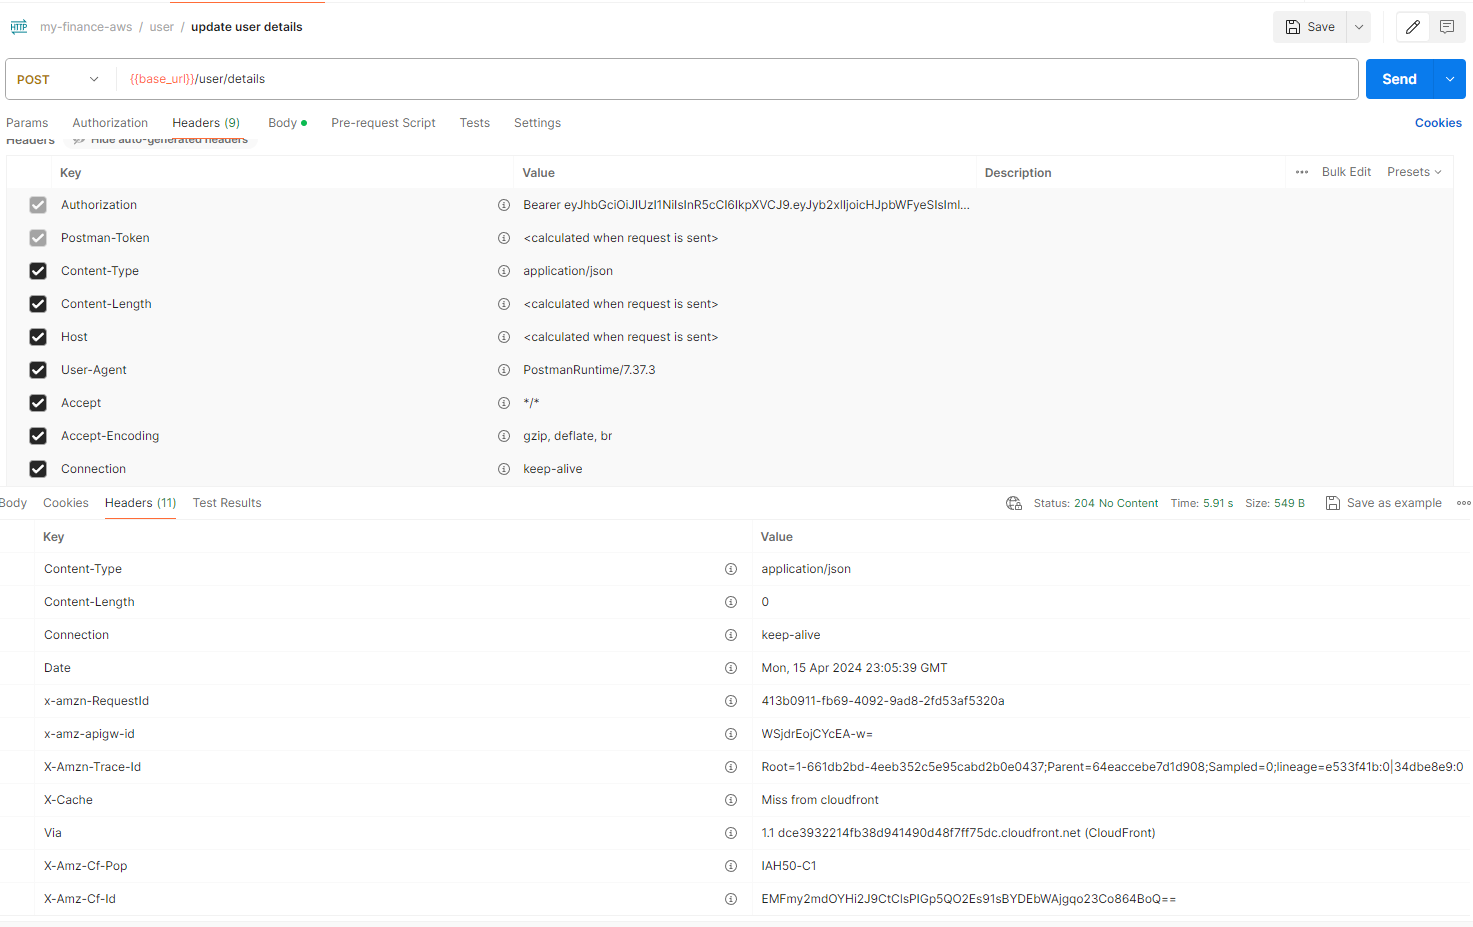 HTTP my-finance-aws / user / update user details Save
POST {{base_url}}/user/details Send
Params Authorization Headers (9) Body Pre-request Script Tests Settings Cookies
Headers Hide auto-generated headers
Key Value Description Bulk Edit Presets
Authorization Bearer eyJhbGciOiJIUzI1NiIsInR5cCI6IkpXVCJ9.eyJyb2xlIjoicHJpbWFyeSIsImI...
Postman-Token <calculated when request is sent>
Content-Type application/json
Content-Length <calculated when request is sent>
Host <calculated when request is sent>
User-Agent PostmanRuntime/7.37.3
Accept */*
Accept-Encoding gzip, deflate, br
Connection keep-alive
Body Cookies Headers (11) Test Results Status: 204 No Content Time: 5.91 s Size: 549 B Save as example
Key Value
Content-Type application/json
Content-Length 0
Connection keep-alive
Date Mon, 15 Apr 2024 23:05:39 GMT
x-amzn-RequestId 413b0911-fb69-4092-9ad8-2fd53af5320a
x-amz-apigw-id WSjdrEojCYcEA-w=
X-Amzn-Trace-Id Root=1-661db2bd-4eeb352c5e95cabd2b0e0437;Parent=64eaccebe7d1d908;Sampled=0;lineage=e533f41b:0|34dbe8e9:0
X-Cache Miss from cloudfront
Via 1.1 dce3932214fb38d941490d48f7ff75dc.cloudfront.net (CloudFront)
X-Amz-Cf-Pop IAH50-C1
X-Amz-Cf-Id EMFmy2mdOYHi2J9CtClsPIGp5QO2Es91sBYDEbWAjgqo23Co864BoQ==